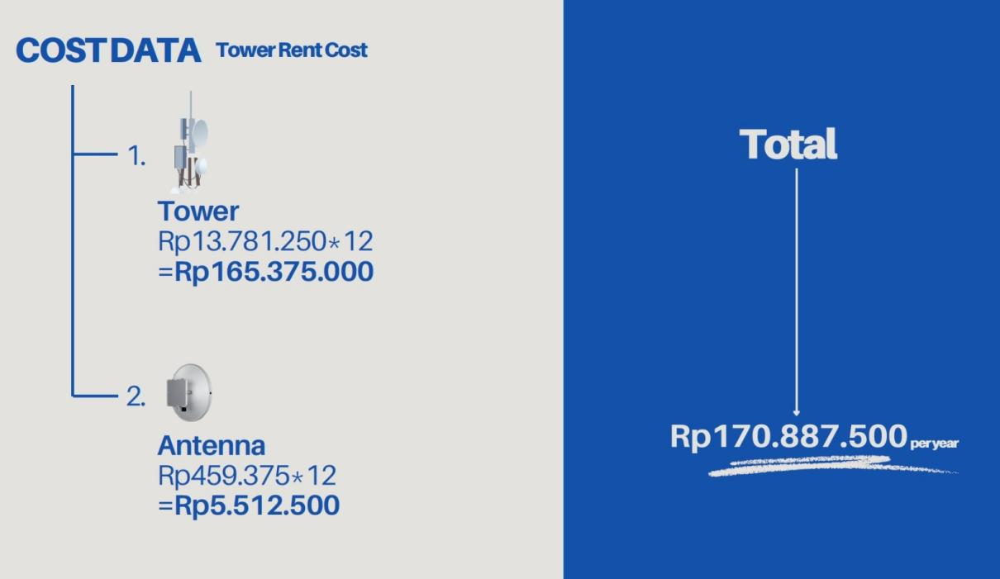 COST DATA Tower Rent Cost
1.
Tower
Rp13.781.250*12
=Rp165.375.000
2.
Antenna
Rp459.375*12
=Rp5.512.500
Total
Rp170.887.500 per year